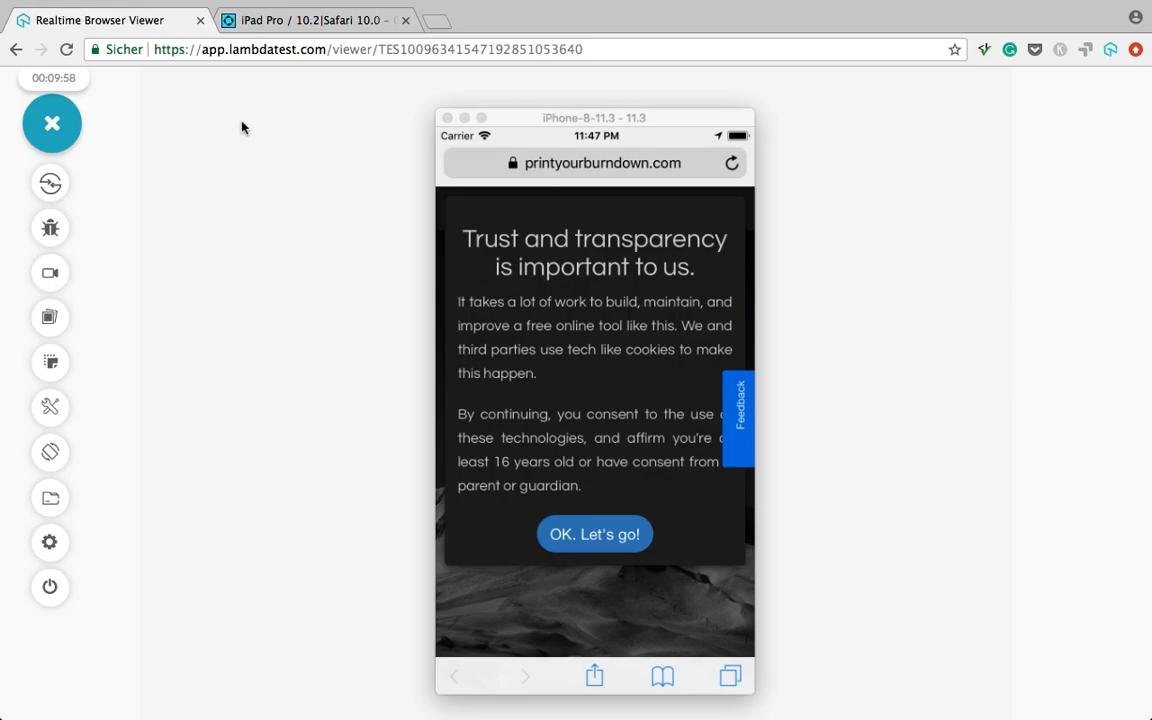 Realtime Browser Viewer
iPad Pro / 10.2|Safari 10.0 -
Sicher
https://app.lambdatest.com/viewer/TES10096341547192851053640
00:09:58
iPhone-8-11.3 - 11.3
Carrier
11:47 PM
printyourburndown.com
Trust and transparency
is important to us.
It takes a lot of work to build, maintain, and
improve a free online tool like this. We and
third parties use tech like cookies to make
this happen.
By continuing, you consent to the use
these technologies, and affirm you're
least 16 years old or have consent from
parent or guardian.
Feedback
OK. Let's go!